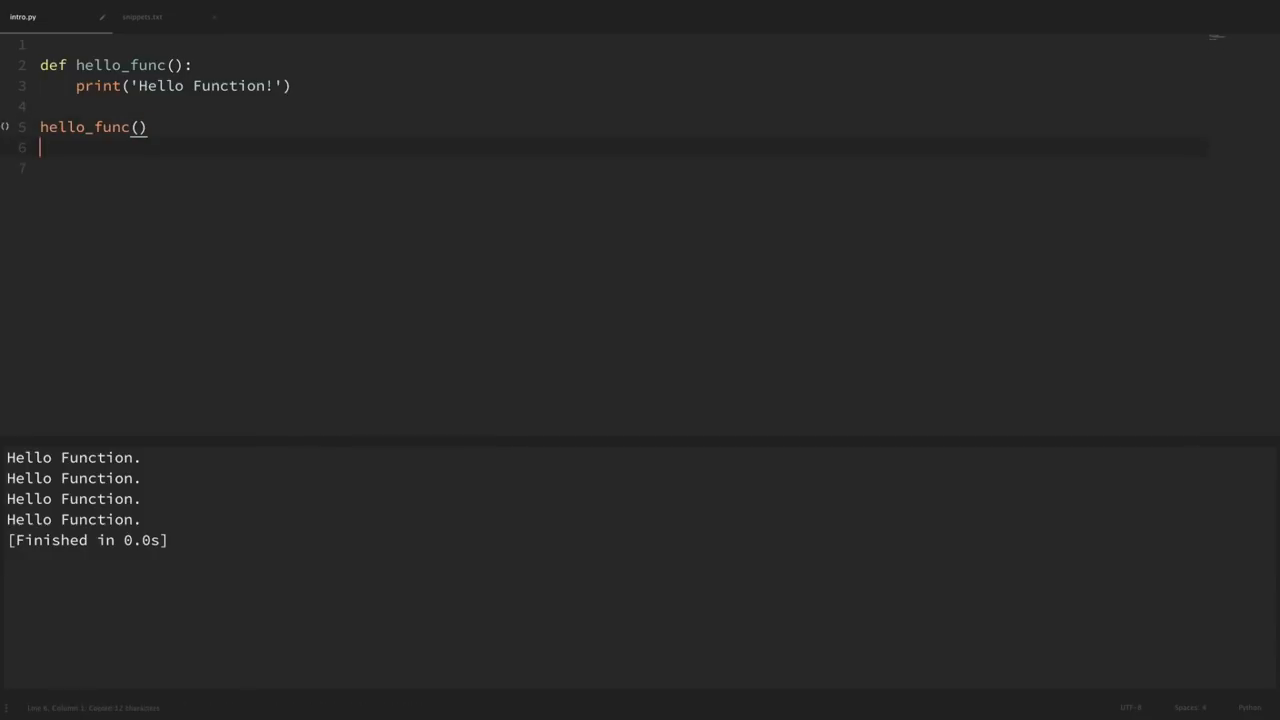 intro.py snippets.txt
1
2 def hello_func():
3 print('Hello Function!')
4
5 hello_func()
6
7
Hello Function.
Hello Function.
Hello Function.
Hello Function.
[Finished in 0.0s]
Line 6, Column 1; Copied 12 characters UTF-8 Spaces: 4 Python